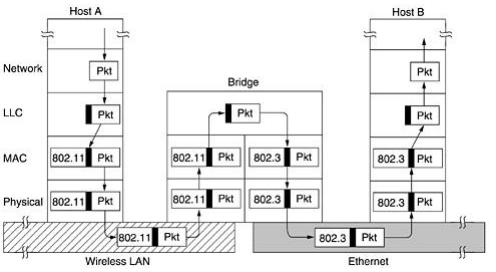 Host A
Host B
Network
Pkt
Pkt
Bridge
LLC
Pkt
Pkt
Pkt
MAC
802.11 Pkt
802.11 Pkt
802.3 Pkt
802.3 Pkt
Physical
802.11 Pkt
802.11 Pkt
802.3 Pkt
802.3 Pkt
802.11 Pkt
802.3 Pkt
Wireless LAN
Ethernet